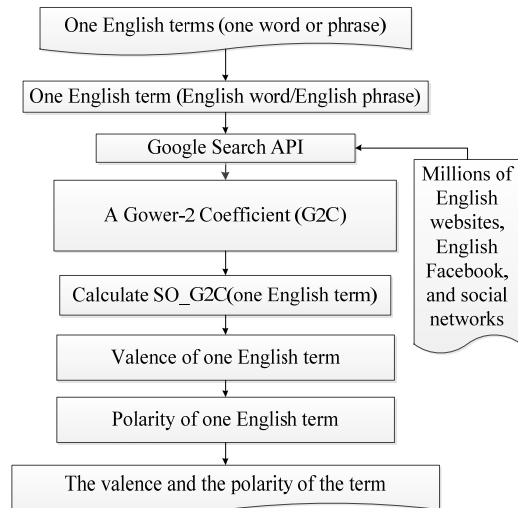 One English terms (one word or phrase)
One English term (English word/English phrase)
Google Search API
Millions of
English
websites,
English
Facebook,
and social
networks
A Gower-2 Coefficient (G2C)
Calculate SO_G2C(one English term)
Valence of one English term
Polarity of one English term
The valence and the polarity of the term